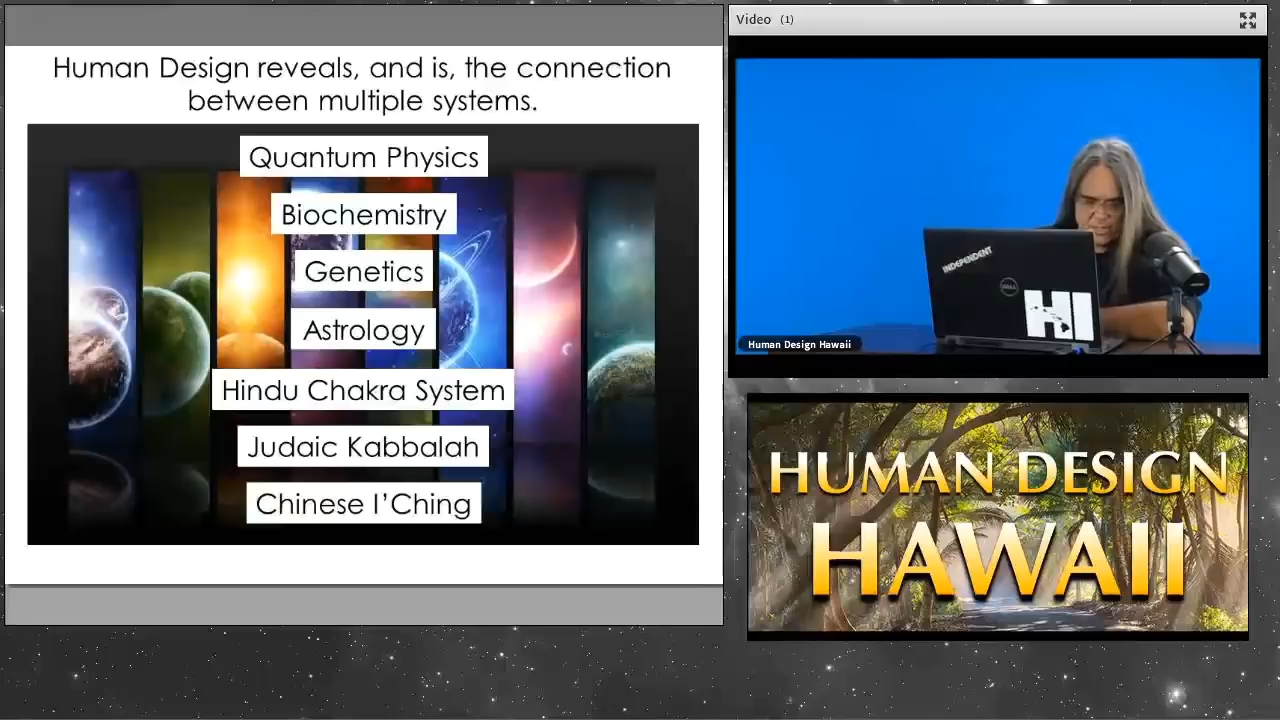 Human Design reveals, and is, the connection
between multiple systems.
Quantum Physics
Biochemistry
Genetics
Astrology
Hindu Chakra System
Judaic Kabbalah
Chinese I'Ching
Video (1)
INDEPENDENT
DELL
HI
Human Design Hawaii
HUMAN DESIGN
HAWAII